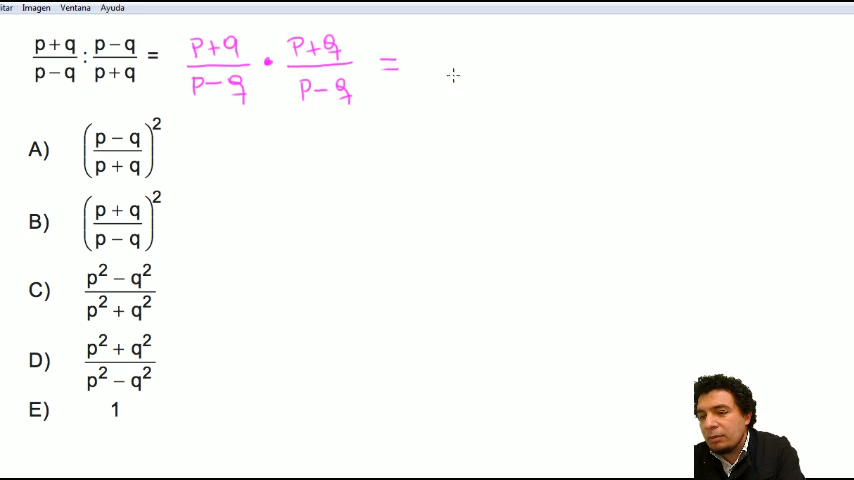 itar Imagen Ventana Ayuda
p+q/p−q : p−q/p+q = p+q/p−q • p+q/p−q =
A) (p−q/p+q)²
B) (p+q/p−q)²
C) p²−q²/p²+q²
D) p²+q²/p²−q²
E) 1